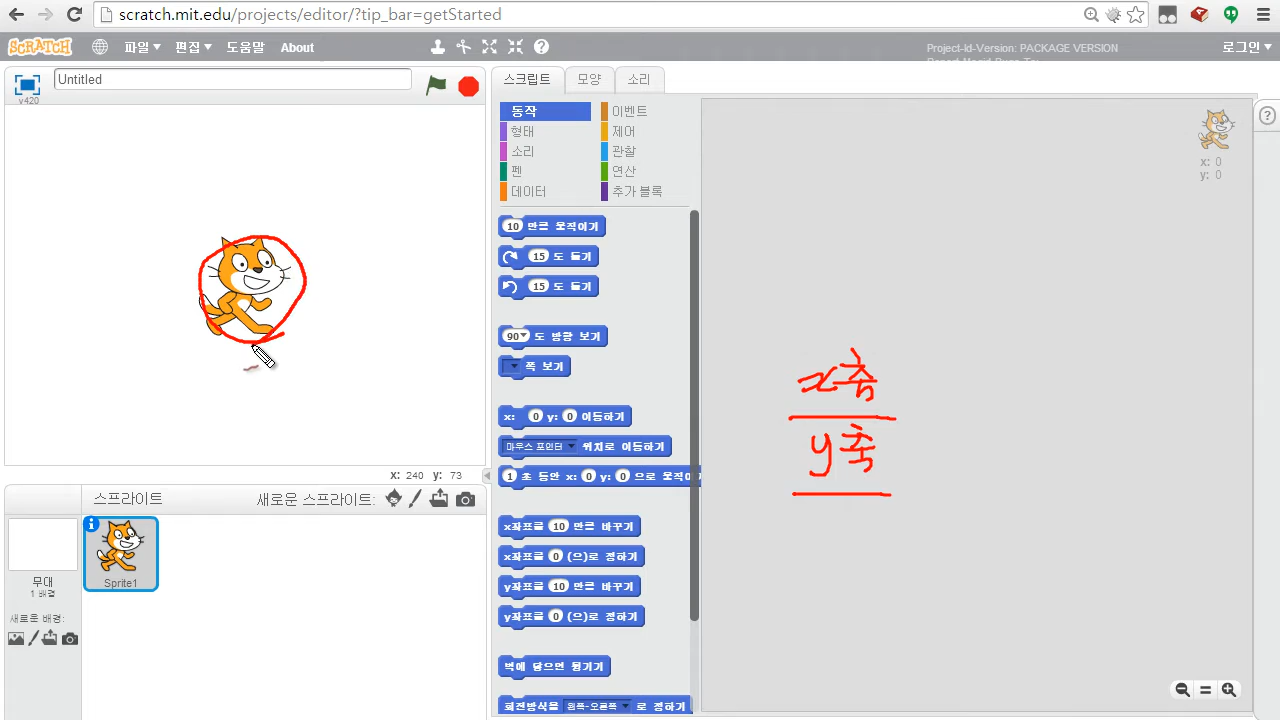 scratch.mit.edu/projects/editor/?tip_bar=getStarted
SCRATCH 파일 편집 도움말 About
Project-Id-Version: PACKAGE VERSION
로그인
Untitled
v420
스크립트 모양 소리
동작 이벤트
형태 제어
소리 관찰
펜 연산
데이터 추가 블록
x: 0
y: 0
10 만큼 움직이기
15 도 돌기
15 도 돌기
90 도 방향 보기
쪽 보기
x: 0 y: 0 이동하기
마우스 포인터 위치로 이동하기
1 초 동안 x: 0 y: 0 으로 움직이기
x좌표를 10 만큼 바꾸기
x좌표를 0 (으)로 정하기
y좌표를 10 만큼 바꾸기
y좌표를 0 (으)로 정하기
벽에 닿으면 튕기기
회전방식을 왼쪽-오른쪽 로 정하기
x축
y축
x: 240 y: 73
스프라이트 새로운 스프라이트:
Sprite1
무대
1 배경
새로운 배경: